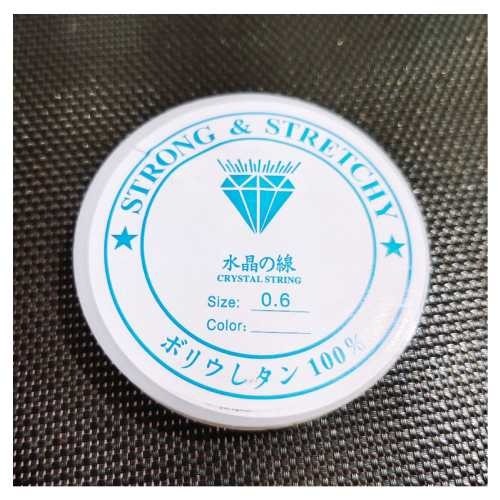 STRONG & STRETCHY
水晶の線
CRYSTAL STRING
Size: 0.6
Color:
ポリウレタン 100%